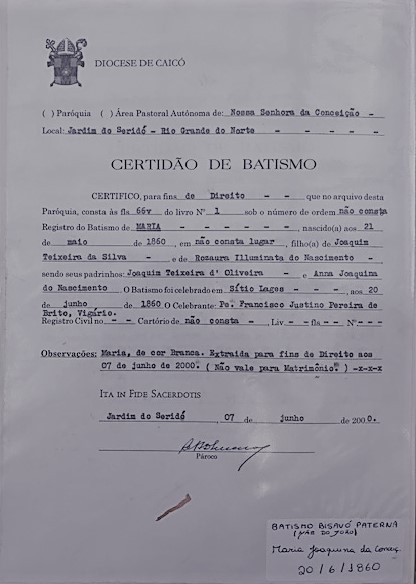 DIOCESE DE CAICÓ
( ) Paróquia ( ) Área Pastoral Autônoma de: Nossa Senhora da Conceição -
Local: Jardim do Seridó - Rio Grande do Norte - - - - -
CERTIDÃO DE BATISMO
CERTIFICO, para fins de Direito - - que no arquivo desta
Paróquia, consta às fls 66v do livro Nº 1 sob o número de ordem não consta
Registro do Batismo de MARIA - - - - - -, nascido(a) aos 21
de maio de 1860, em não consta lugar, filho(a) de Joaquim
Teixeira da Silva - e de Rozaura Illuminata do Nascimento -
sendo seus padrinhos: Joaquim Teixeira d' Oliveira - e Anna Joaquina
do Nascimento. O Batismo foi celebrado em Sítio Lages - - -, aos 20
de junho de 1860. O Celebrante: Pe. Francisco Justino Pereira de
Brito, Vigário.
Registro Civil no - -. Cartório de não consta -, Liv - - fls - - Nº - - -
Observações: Maria, de cor Branca. Extraída para fins de Direito aos
07 de junho de 2000. ( Não vale para Matrimônio. ) -x-x-x
ITA IN FIDE SACERDOTIS
Jardim do Seridó, 07 de junho de 2000.
Pároco
BATISMO BISAVÓ PATERNA
(MÃE DO JOÃO)
Maria Joaquina da Conceiç.
20/6/1860